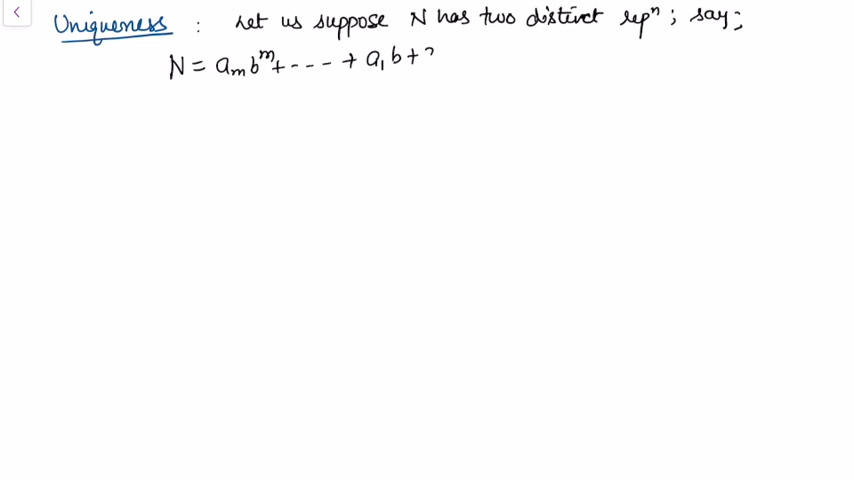 Uniqueness : Let us suppose N has two distinct repⁿ ; say ;
N = aₘbᵐ + - - - + a₁b +